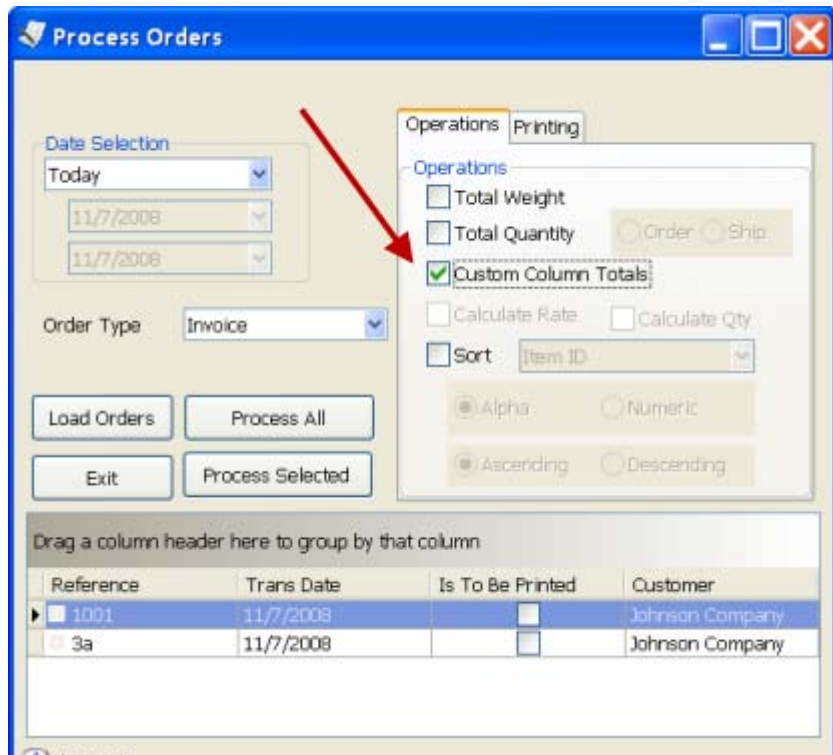 Process Orders
Date Selection
Today
11/7/2008
11/7/2008
Order Type Invoice
Load Orders Process All
Exit Process Selected
Operations Printing
Operations
Total Weight
Total Quantity Order Ship
Custom Column Totals
Calculate Rate Calculate Qty
Sort Item ID
Alpha Numeric
Ascending Descending
Drag a column header here to group by that column
Reference Trans Date Is To Be Printed Customer
1001 11/7/2008 Johnson Company
3a 11/7/2008 Johnson Company